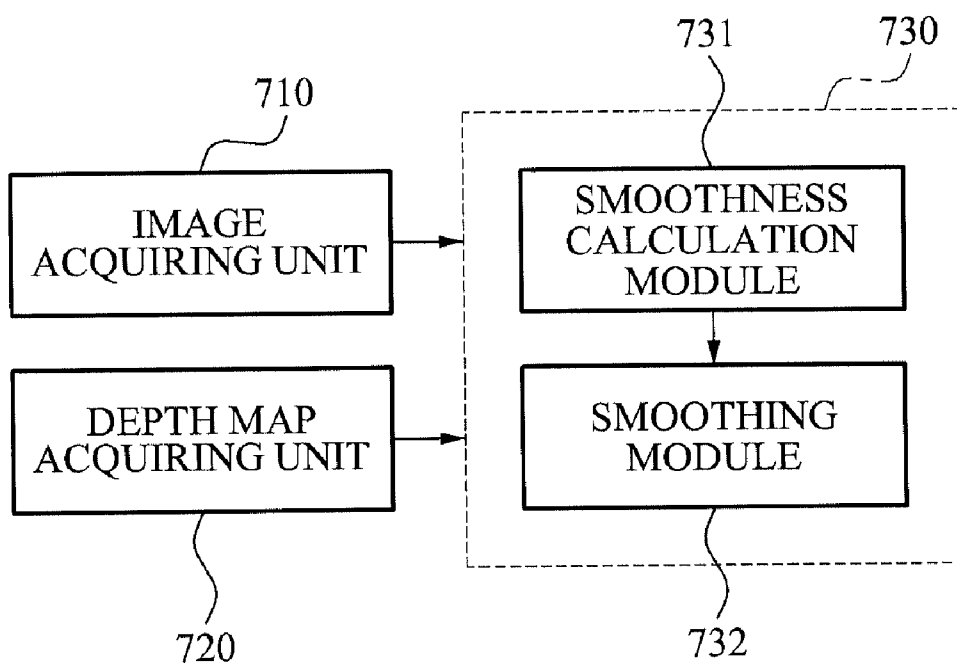 731
730
710
IMAGE
ACQUIRING UNIT
SMOOTHNESS
CALCULATION
MODULE
DEPTH MAP
ACQUIRING UNIT
SMOOTHING
MODULE
720
732